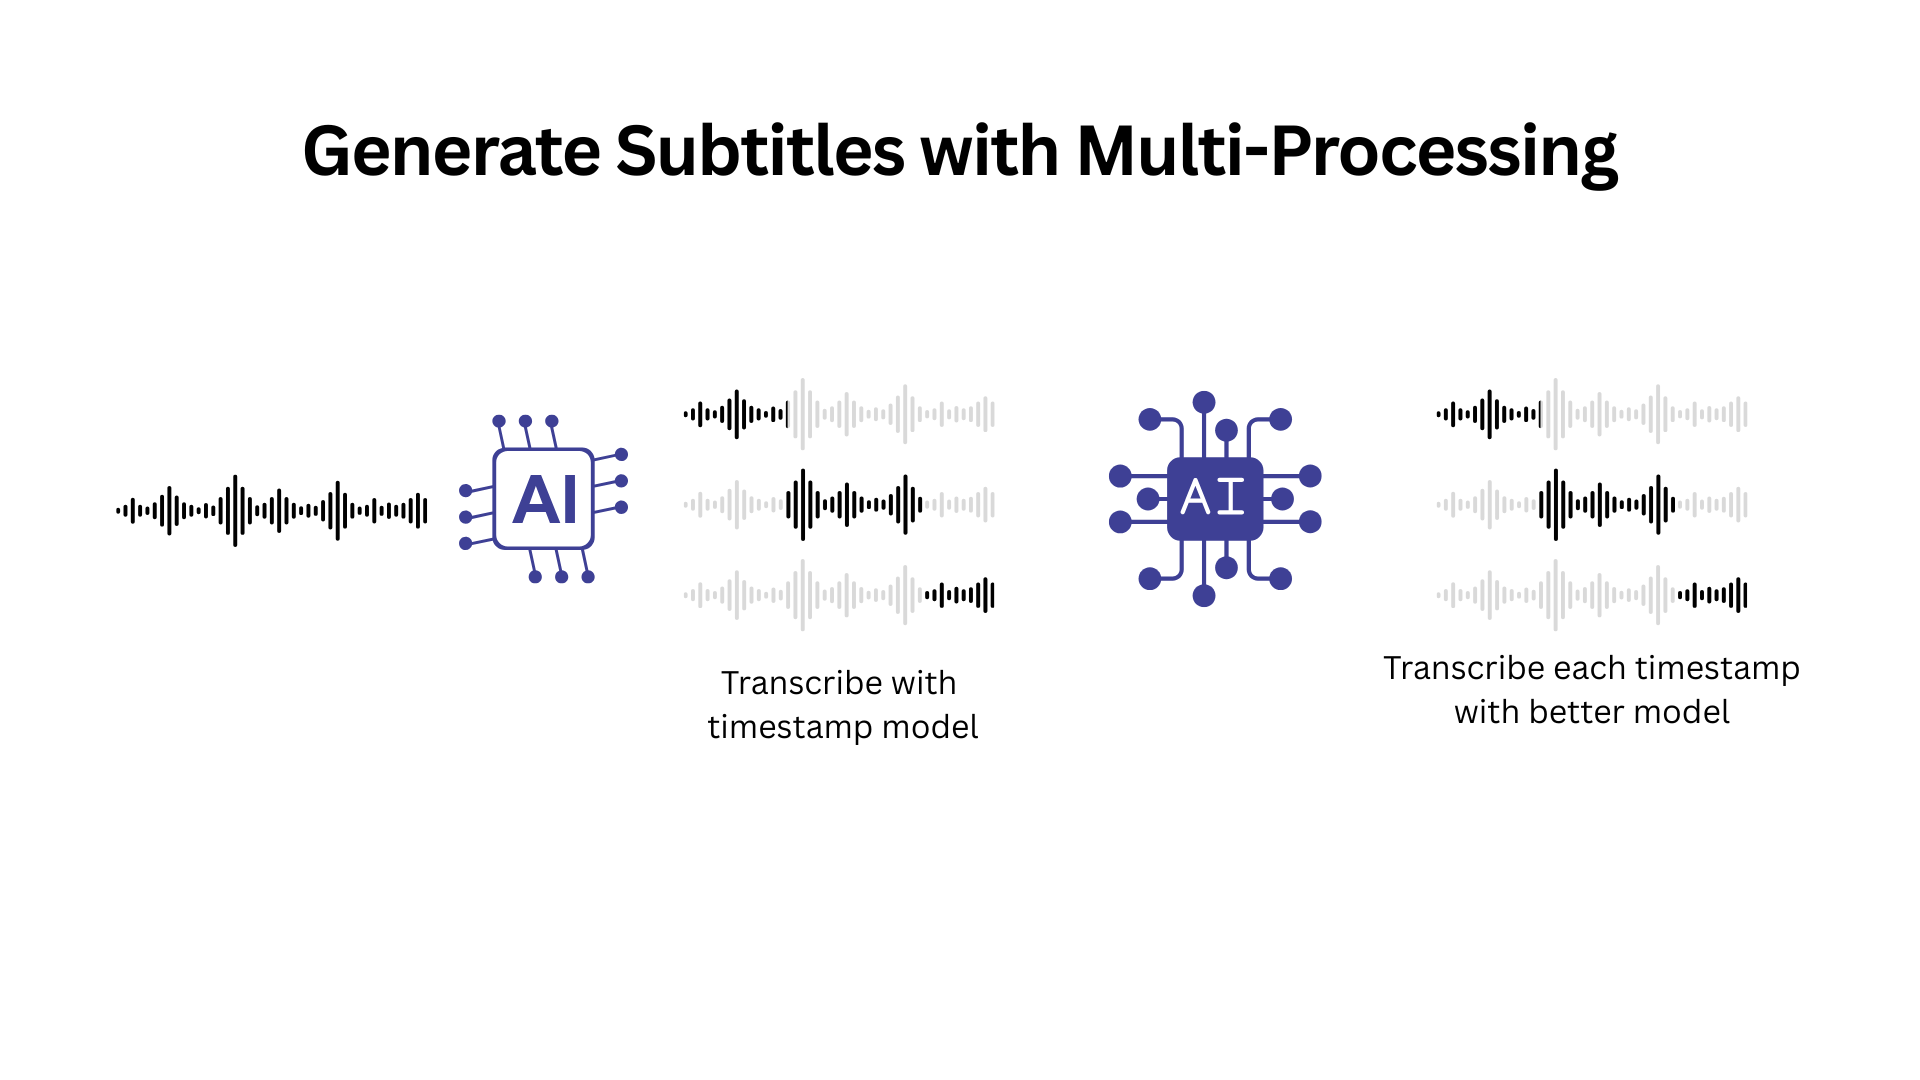 Generate Subtitles with Multi-Processing
AI
AI
Transcribe with
timestamp model
Transcribe each timestamp
with better model